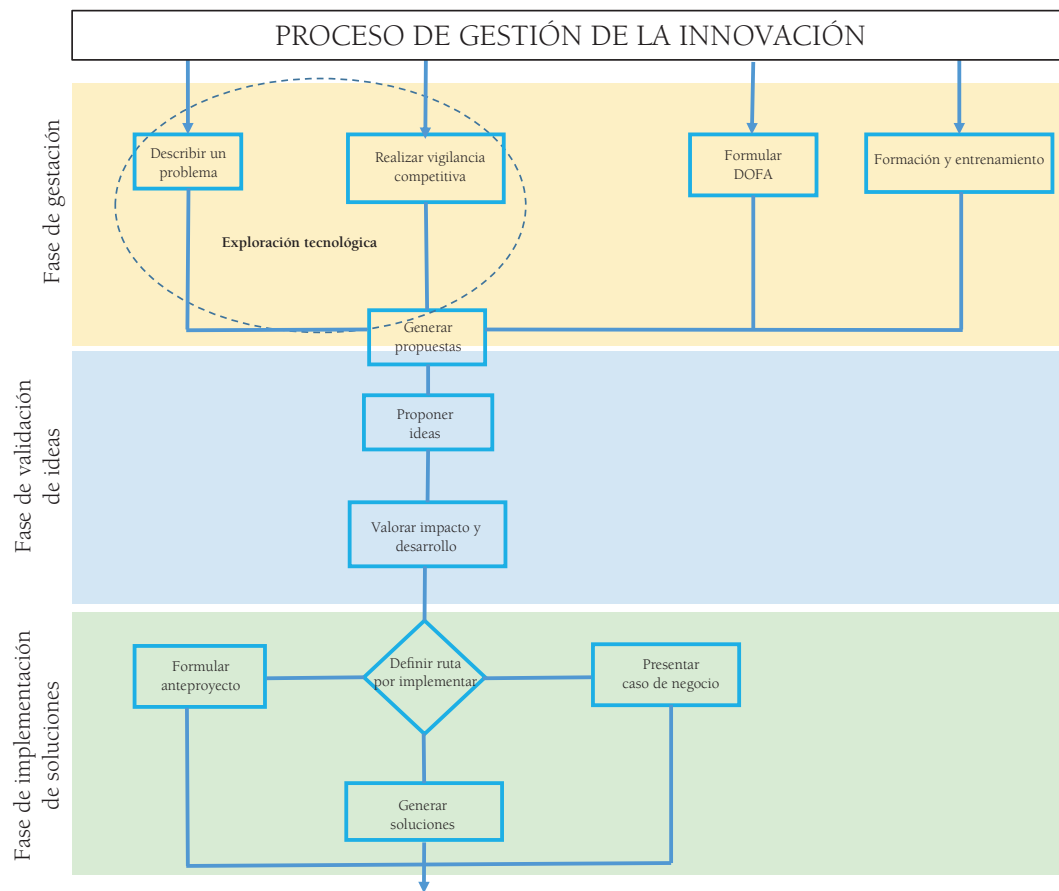 PROCESO DE GESTIÓN DE LA INNOVACIÓN
Fase de gestación
Describir un
problema
Realizar vigilancia
competitiva
Formular
DOFA
Formación y entrenamiento
Exploración tecnológica
Generar
propuestas
Fase de validación
de ideas
Proponer
ideas
Valorar impacto y
desarrollo
Fase de implementación
de soluciones
Formular
anteproyecto
Definir ruta
por implementar
Presentar
caso de negocio
Generar
soluciones